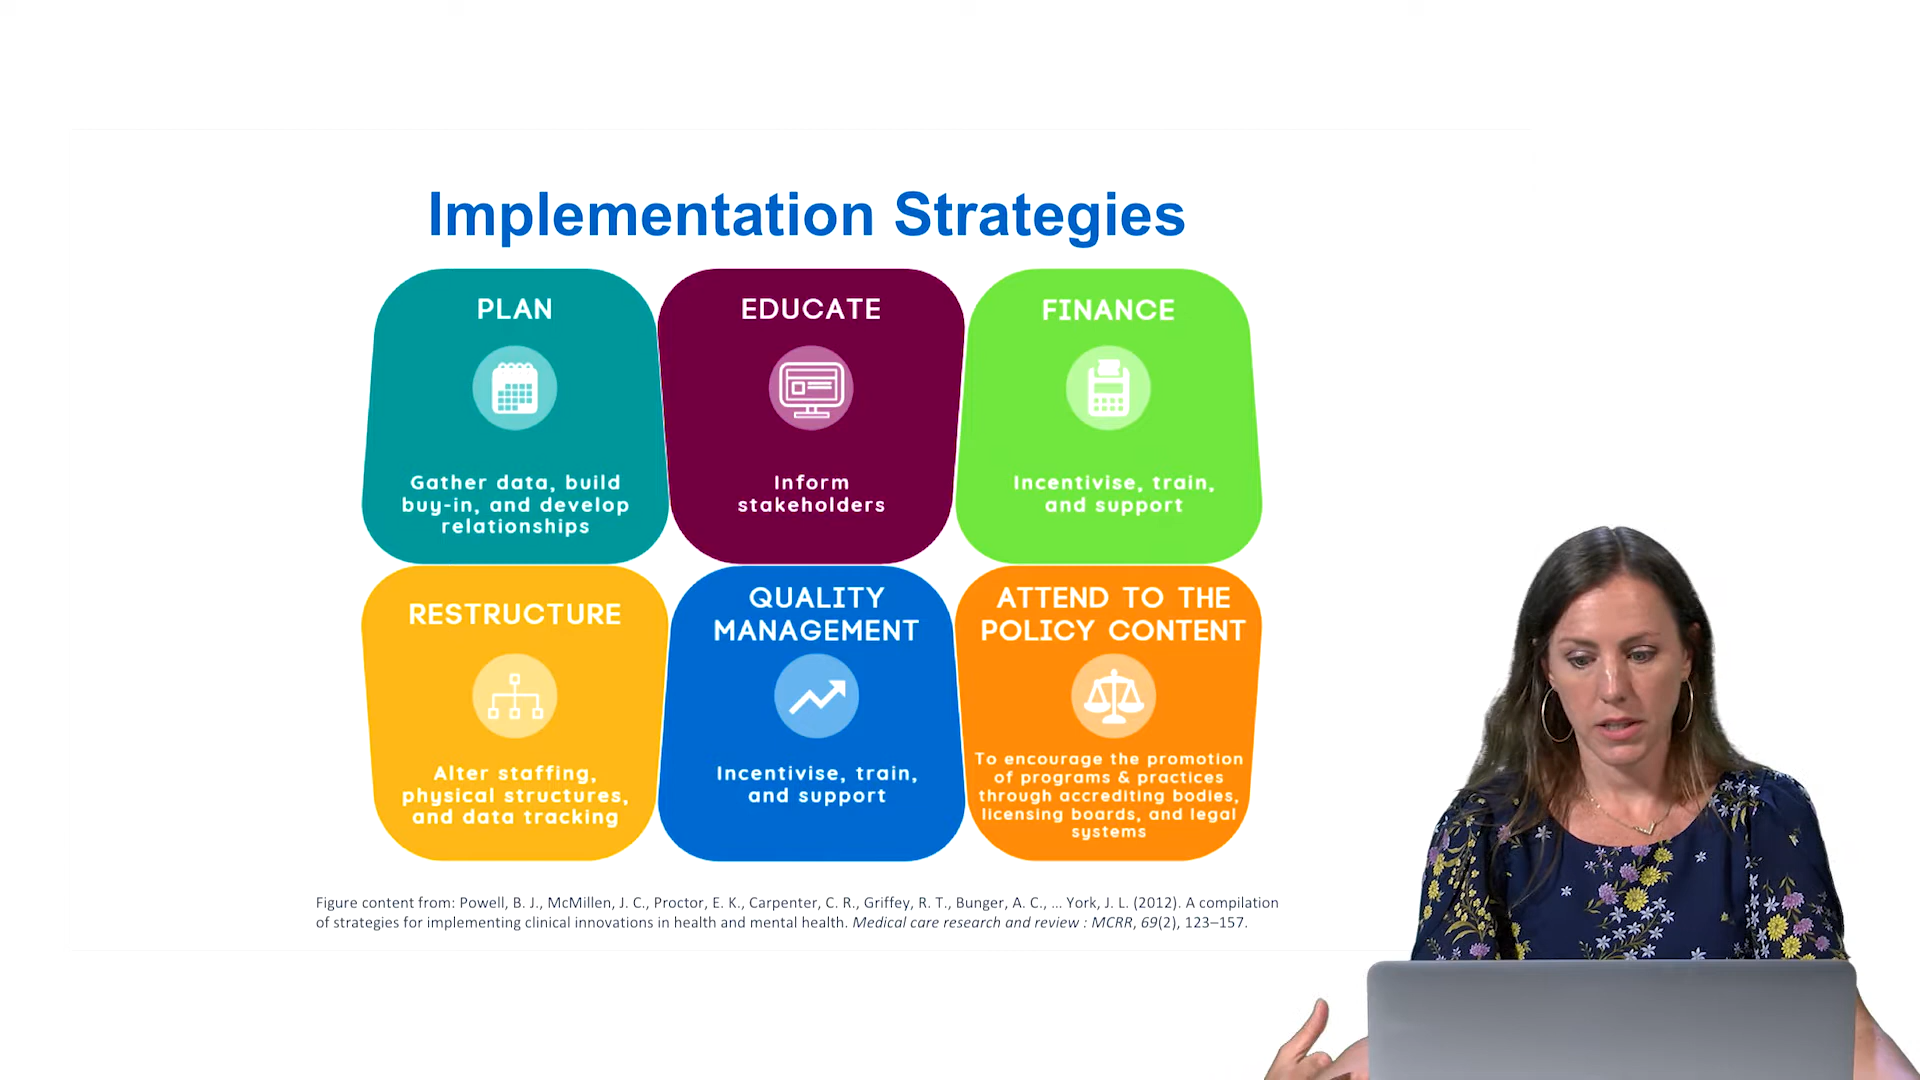 Implementation Strategies
PLAN
Gather data, build
buy-in, and develop
relationships
EDUCATE
Inform
stakeholders
FINANCE
Incentivise, train,
and support
RESTRUCTURE
Alter staffing,
physical structures,
and data tracking
QUALITY
MANAGEMENT
Incentivise, train,
and support
ATTEND TO THE
POLICY CONTENT
To encourage the promotion
of programs & practices
through accrediting bodies,
licensing boards, and legal
systems
Figure content from: Powell, B. J., McMillen, J. C., Proctor, E. K., Carpenter, C. R., Griffey, R. T., Bunger, A. C., ... York, J. L. (2012). A compilation
of strategies for implementing clinical innovations in health and mental health. Medical care research and review : MCRR, 69(2), 123–157.